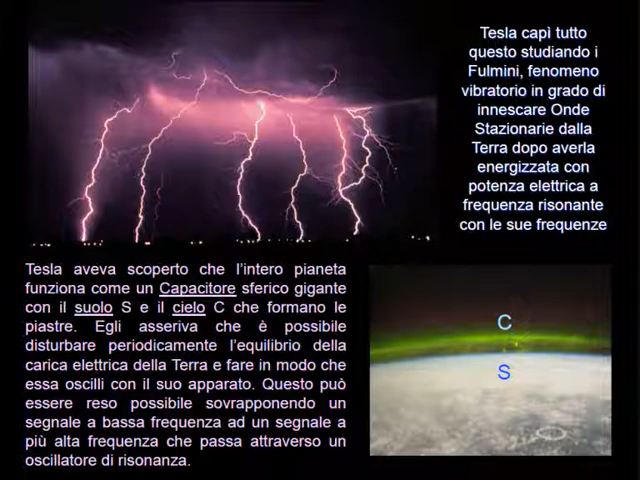 Tesla capì tutto
questo studiando i
Fulmini, fenomeno
vibratorio in grado di
innescare Onde
Stazionarie dalla
Terra dopo averla
energizzata con
potenza elettrica a
frequenza risonante
con le sue frequenze
Tesla aveva scoperto che l'intero pianeta
funziona come un Capacitore sferico gigante
con il suolo S e il cielo C che formano le
piastre. Egli asseriva che è possibile
disturbare periodicamente l'equilibrio della
carica elettrica della Terra e fare in modo che
essa oscilli con il suo apparato. Questo può
essere reso possibile sovrapponendo un
segnale a bassa frequenza ad un segnale a
più alta frequenza che passa attraverso un
oscillatore di risonanza.
C
S